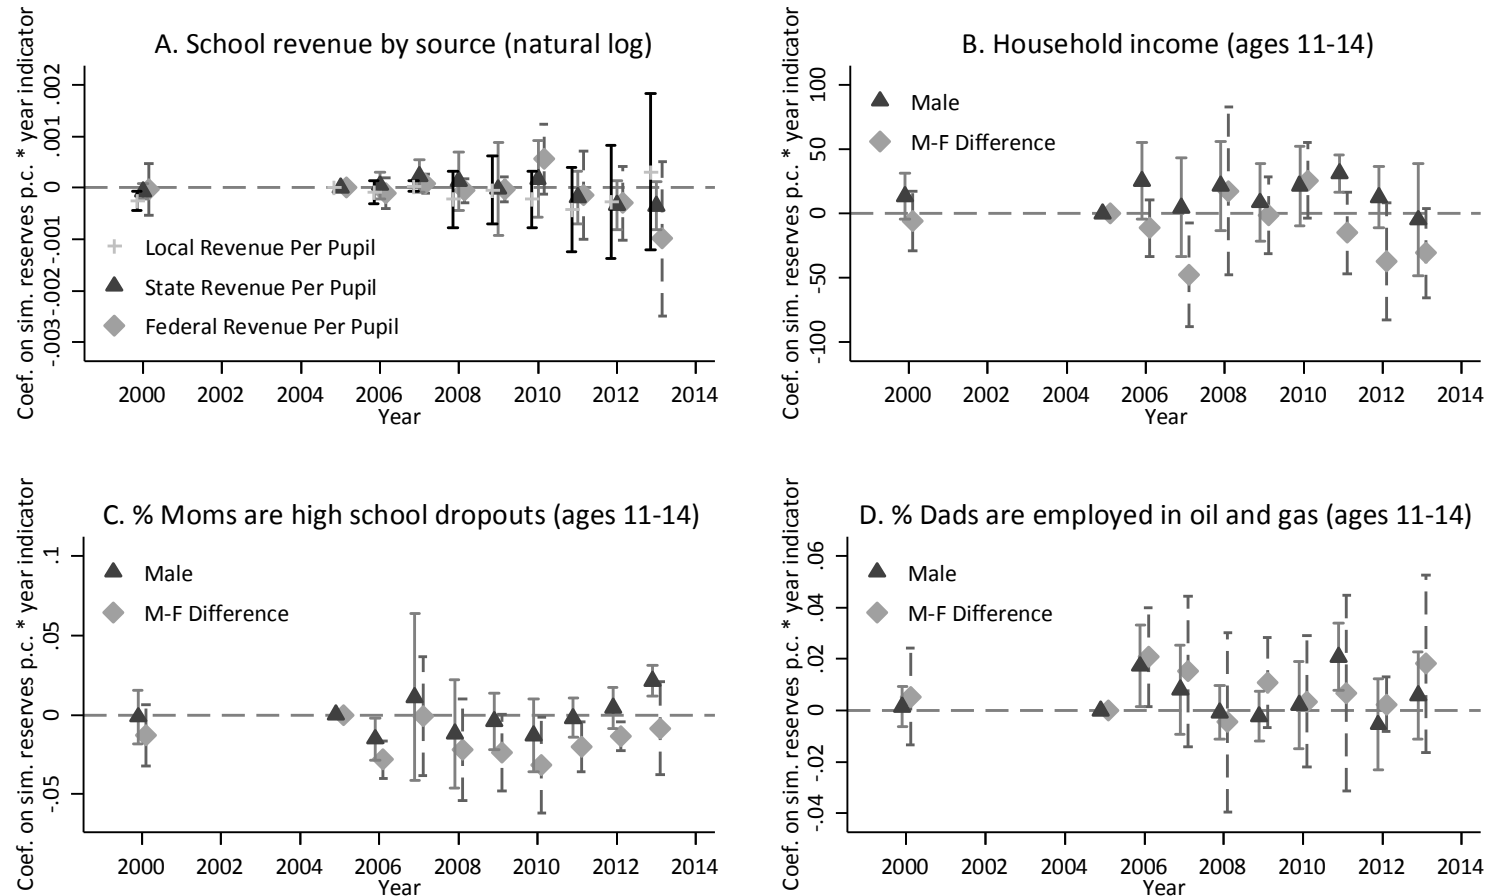 A. School revenue by source (natural log)
Coef. on sim. reserves p.c. * year indicator
.002
.001
0
-.001
-.002
-.003
Local Revenue Per Pupil
State Revenue Per Pupil
Federal Revenue Per Pupil
2000 2002 2004 2006 2008 2010 2012 2014
Year
B. Household income (ages 11-14)
Coef. on sim. reserves p.c. * year indicator
100
50
0
-50
-100
Male
M-F Difference
2000 2002 2004 2006 2008 2010 2012 2014
Year
C. % Moms are high school dropouts (ages 11-14)
Coef. on sim. reserves p.c. * year indicator
.1
.05
0
-.05
Male
M-F Difference
2000 2002 2004 2006 2008 2010 2012 2014
Year
D. % Dads are employed in oil and gas (ages 11-14)
Coef. on sim. reserves p.c. * year indicator
.06
.04
.02
0
-.02
-.04
Male
M-F Difference
2000 2002 2004 2006 2008 2010 2012 2014
Year